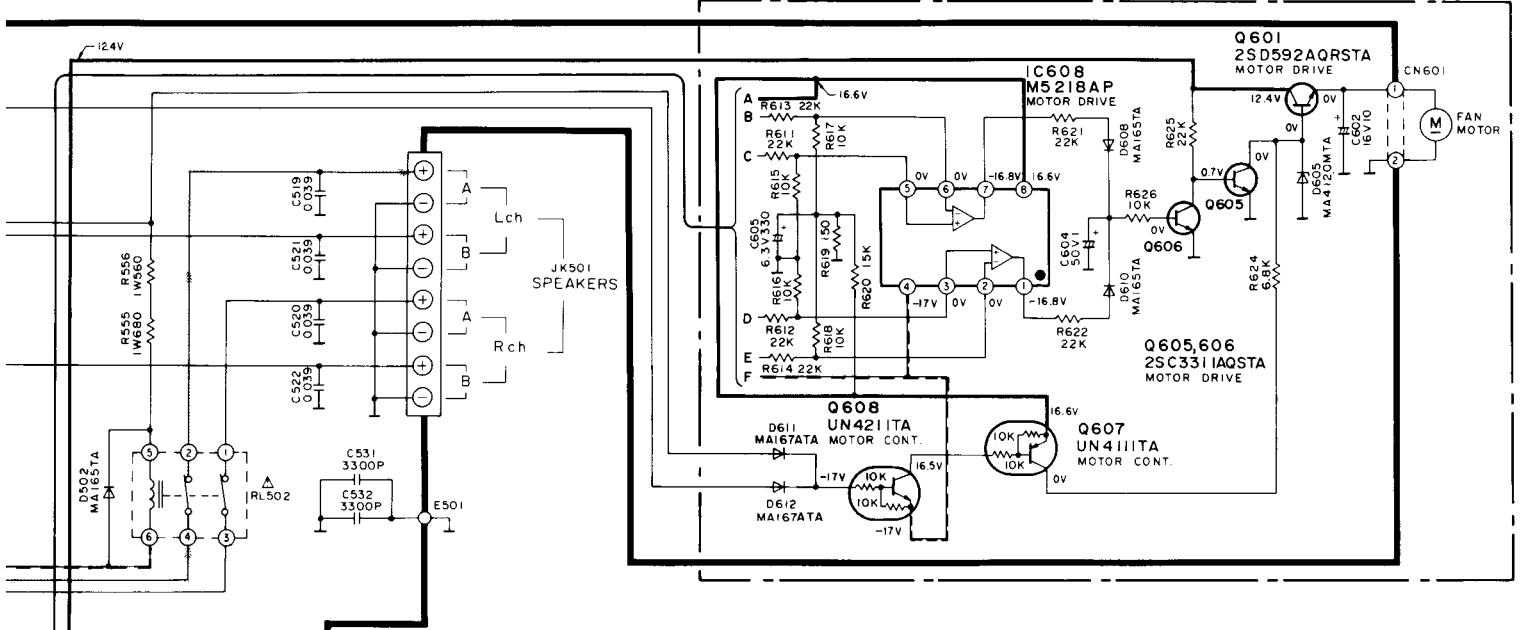 12.4V
A
16.6V
B
R613 22K
R611
22K
C
R617
10K
R615
10K
C605
6.3V330
R619 150
R620 15K
R616
10K
D
R612
22K
R618
10K
E
R614 22K
F
IC608
M5218AP
MOTOR DRIVE
5
6
7
8
0V
0V
-16.8V
16.6V
4
3
2
1
-17V
0V
0V
-16.8V
R621
22K
D608
MA165TA
C604
50V1
D610
MA165TA
R622
22K
R626
10K
0V
Q606
R625
22K
0.7V
Q605
0V
Q601
2SD592AQRSTA
MOTOR DRIVE
12.4V
0V
0V
D605
MA4120MTA
C602
16V10
CN601
1
2
M
FAN
MOTOR
R624
6.8K
Q605,606
2SC3311AQSTA
MOTOR DRIVE
C519
0.039
C521
0.039
C520
0.039
C522
0.039
R556
1W560
R555
1W680
A
Lch
B
A
Rch
B
JK501
SPEAKERS
D502
MA165TA
5
2
1
6
4
3
RL502
C531
3300P
C532
3300P
E501
D611
MA167ATA
D612
MA167ATA
Q608
UN4211TA
MOTOR CONT.
-17V
10K
10K
16.5V
-17V
16.6V
10K
10K
0V
Q607
UN4111TA
MOTOR CONT.